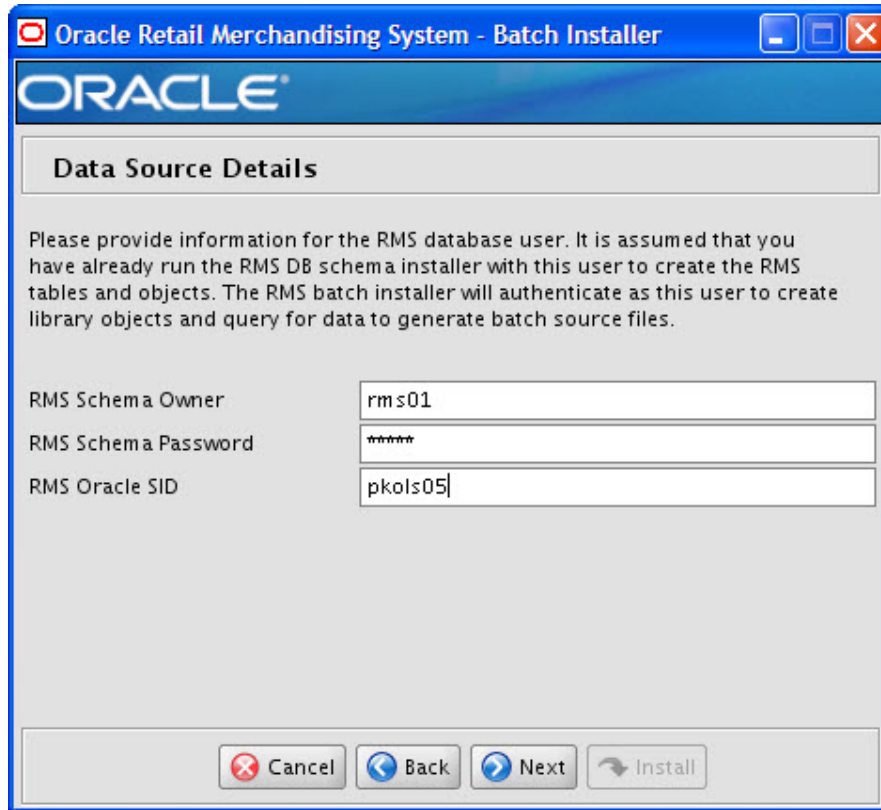 Oracle Retail Merchandising System - Batch Installer
ORACLE®
Data Source Details
Please provide information for the RMS database user. It is assumed that you
have already run the RMS DB schema installer with this user to create the RMS
tables and objects. The RMS batch installer will authenticate as this user to create
library objects and query for data to generate batch source files.
RMS Schema Owner rms01
RMS Schema Password *****
RMS Oracle SID pkols05
Cancel Back Next Install